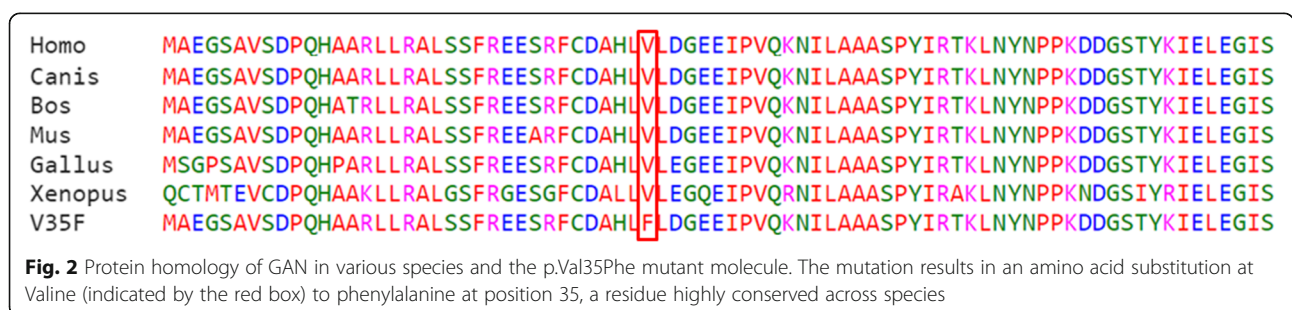 Homo MAEGSAVSDPQHAARLLRALSSFREESRFCDAHLVLDGEEIPVQKNILAAASPYIRTKLNYNPPKDDGSTYKIELEGIS
Canis MAEGSAVSDPQHAARLLRALSSFREESRFCDAHLVLDGEEIPVQKNILAAASPYIRTKLNYNPPKDDGSTYKIELEGIS
Bos MAEGSAVSDPQHATRLLRALSSFREESRFCDAHLVLDGEEIPVQKNILAAASPYIRTKLNYNPPKDDGSTYKIELEGIS
Mus MAEGSAVSDPQHAARLLRALSSFREEARFCDAHLVLDGEEIPVQKNILAAASPYIRTKLNYNPPKDDGSTYKIELEGIS
Gallus MSGPSAVSDPQHPARLLRALSSFREESRFCDAHLVLEGEEIPVQKNILAAASPYIRTKLNYNPPKDDGSTYKIELEGIS
Xenopus QCTMTEVCDPQHAAKLLRALGSFRGESGFCDALLVLEGQEIPVQRNILAAASPYIRAKLNYNPPKNDGSIYRIELEGIS
V35F MAEGSAVSDPQHAARLLRALSSFREESRFCDAHLFLDGEEIPVQKNILAAASPYIRTKLNYNPPKDDGSTYKIELEGIS
Fig. 2 Protein homology of GAN in various species and the p.Val35Phe mutant molecule. The mutation results in an amino acid substitution at
Valine (indicated by the red box) to phenylalanine at position 35, a residue highly conserved across species